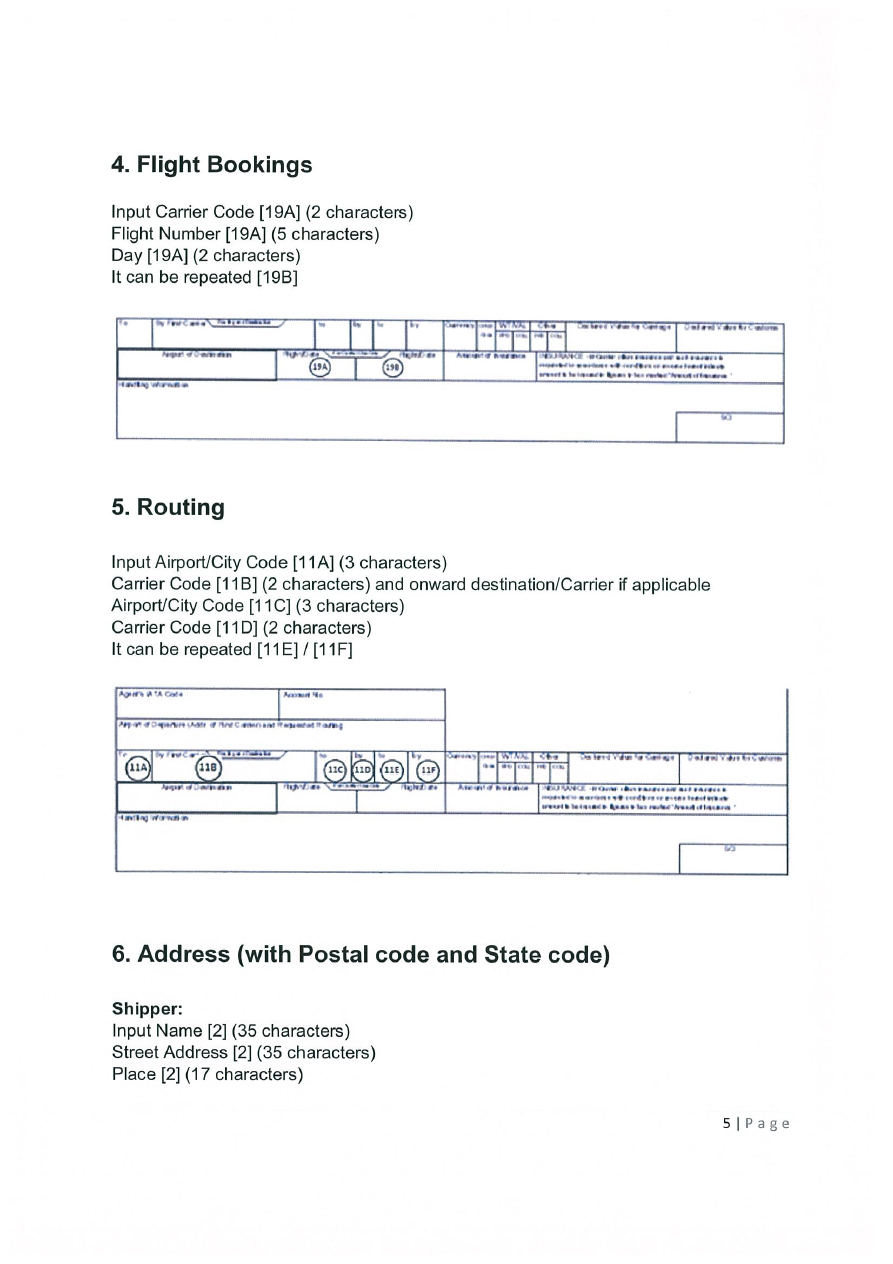 4. Flight Bookings
Input Carrier Code [19A] (2 characters)
Flight Number [19A] (5 characters)
Day [19A] (2 characters)
It can be repeated [19B]
To By First Carrier to by to by Currency WT/VAL Other Declared Value for Carriage Declared Value for Customs
Airport of Destination Flight/Date Flight/Date Amount of Insurance
19A 19B
Handling Information
SCI
5. Routing
Input Airport/City Code [11A] (3 characters)
Carrier Code [11B] (2 characters) and onward destination/Carrier if applicable
Airport/City Code [11C] (3 characters)
Carrier Code [11D] (2 characters)
It can be repeated [11E] / [11F]
Agent's IATA Code Account No.
Airport of Departure (Addr. of First Carrier) and Requested Routing
To By First Carrier to by to by Currency WT/VAL Other Declared Value for Carriage Declared Value for Customs
11A 11B 11C 11D 11E 11F
Airport of Destination Flight/Date Flight/Date Amount of Insurance
Handling Information
SCI
6. Address (with Postal code and State code)
Shipper:
Input Name [2] (35 characters)
Street Address [2] (35 characters)
Place [2] (17 characters)
5 | Page